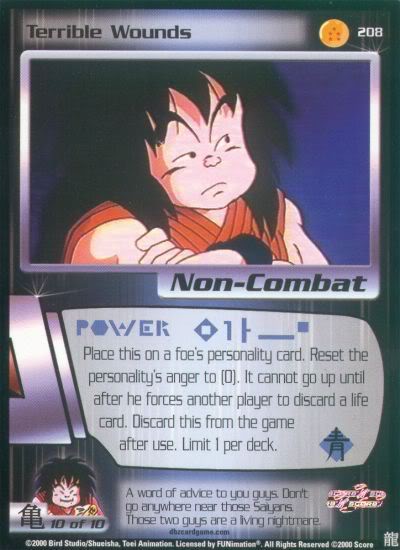 Terrible Wounds 208
Non-Combat
POWER
Place this on a foe's personality card. Reset the
personality's anger to (0). It cannot go up until
after he forces another player to discard a life
card. Discard this from the game
after use. Limit 1 per deck.
青
A word of advice to you guys. Don't
go anywhere near those Saiyans.
Those two guys are a living nightmare.
亀 10 of 10
dbzcardgame.com
©2000 Bird Studio/Shueisha, Toei Animation. Licensed by FUNimation®. All Rights Reserved ©2000 Score
龍